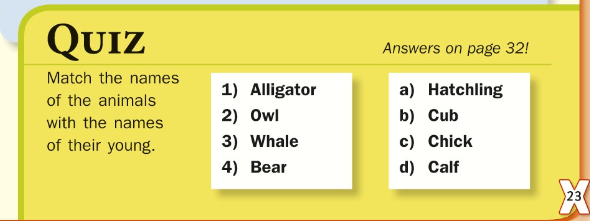 QUIZ
Answers on page 32!
Match the names
of the animals
with the names
of their young.
1) Alligator
2) Owl
3) Whale
4) Bear
a) Hatchling
b) Cub
c) Chick
d) Calf
23